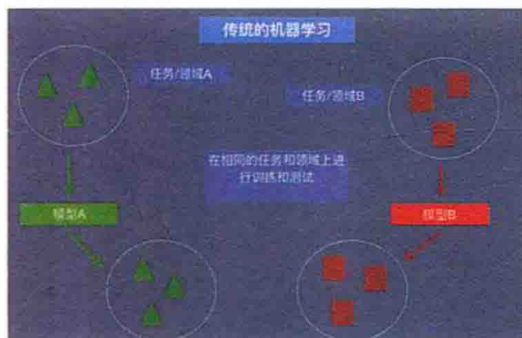 传统的机器学习
任务/领域A
任务/领域B
在相同的任务和领域上进
行训练和测试
模型A
模型B